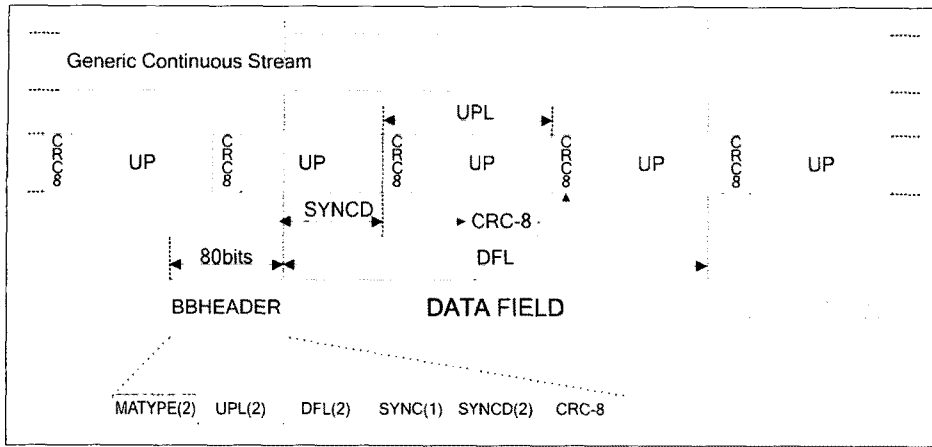 Generic Continuous Stream
UPL
CRC8 UP CRC8 UP CRC8 UP CRC8 UP CRC8 UP
SYNCD
CRC-8
80bits
DFL
BBHEADER
DATA FIELD
MATYPE(2) UPL(2) DFL(2) SYNC(1) SYNCD(2) CRC-8